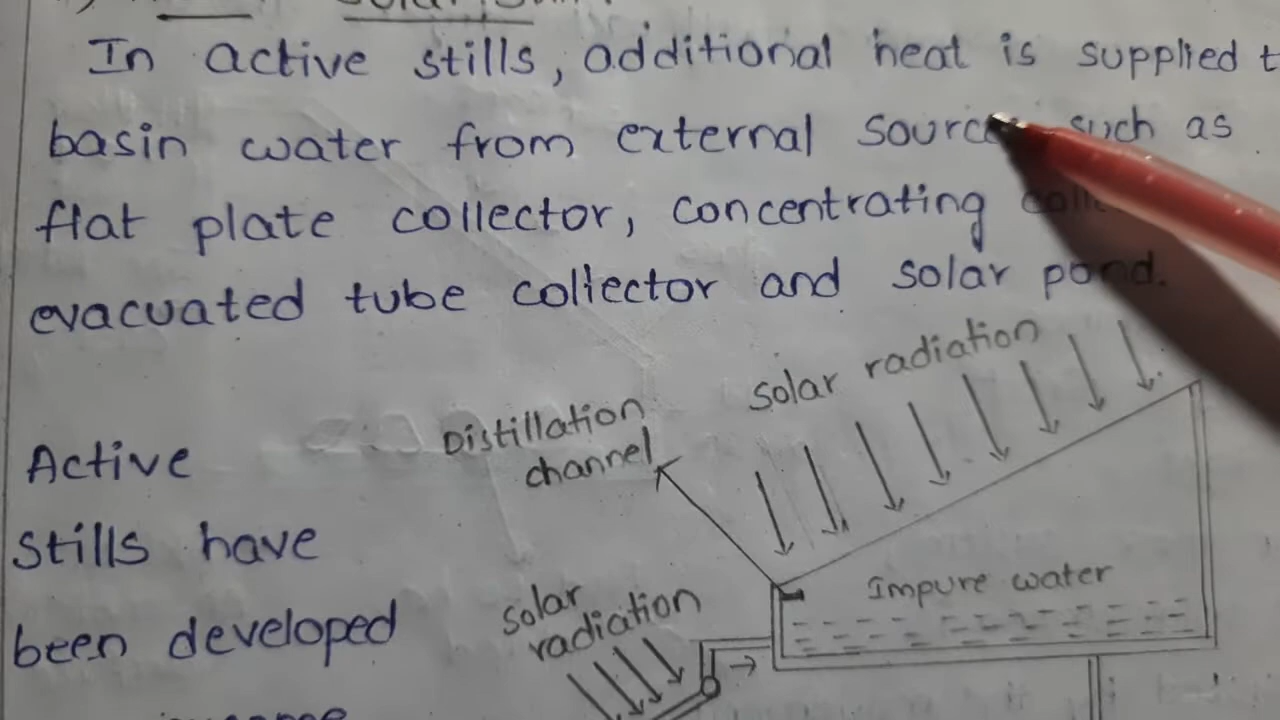 In active stills, additional heat is supplied t
basin water from external such as
flat plate collector, concentrating
evacuated tube collector and solar pond.
solar radiation
Distillation
channel
Active
stills have
been developed
Impure water
solar
radiation